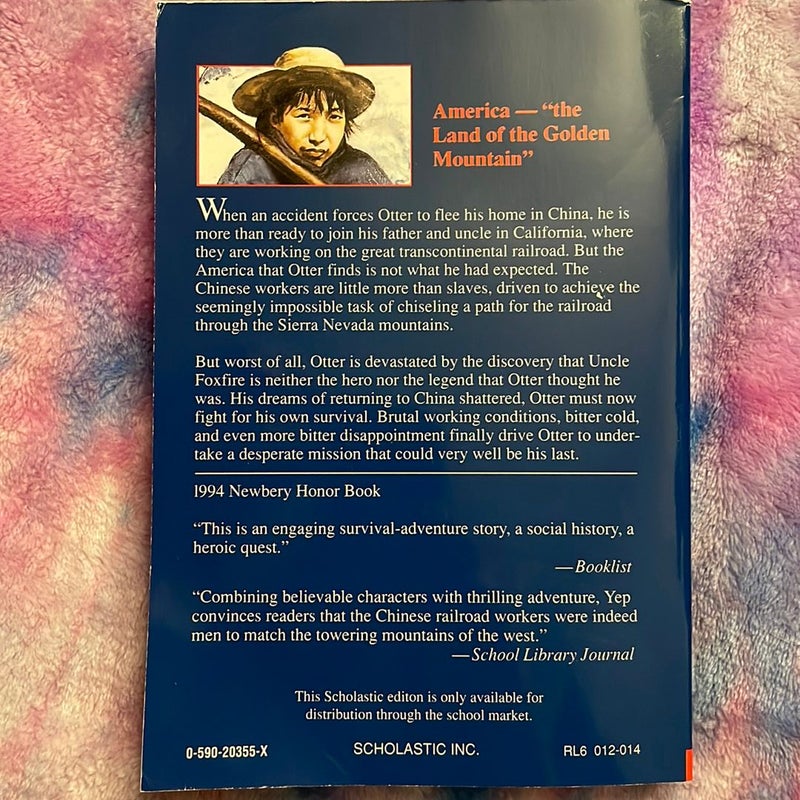 America — “the
Land of the Golden
Mountain”
When an accident forces Otter to flee his home in China, he is
more than ready to join his father and uncle in California, where
they are working on the great transcontinental railroad. But the
America that Otter finds is not what he had expected. The
Chinese workers are little more than slaves, driven to achieve the
seemingly impossible task of chiseling a path for the railroad
through the Sierra Nevada mountains.
But worst of all, Otter is devastated by the discovery that Uncle
Foxfire is neither the hero nor the legend that Otter thought he
was. His dreams of returning to China shattered, Otter must now
fight for his own survival. Brutal working conditions, bitter cold,
and even more bitter disappointment finally drive Otter to under-
take a desperate mission that could very well be his last.
1994 Newbery Honor Book
“This is an engaging survival-adventure story, a social history, a
heroic quest.”
—Booklist
“Combining believable characters with thrilling adventure, Yep
convinces readers that the Chinese railroad workers were indeed
men to match the towering mountains of the west.”
—School Library Journal
This Scholastic editon is only available for
distribution through the school market.
0-590-20355-X SCHOLASTIC INC. RL6 012-014